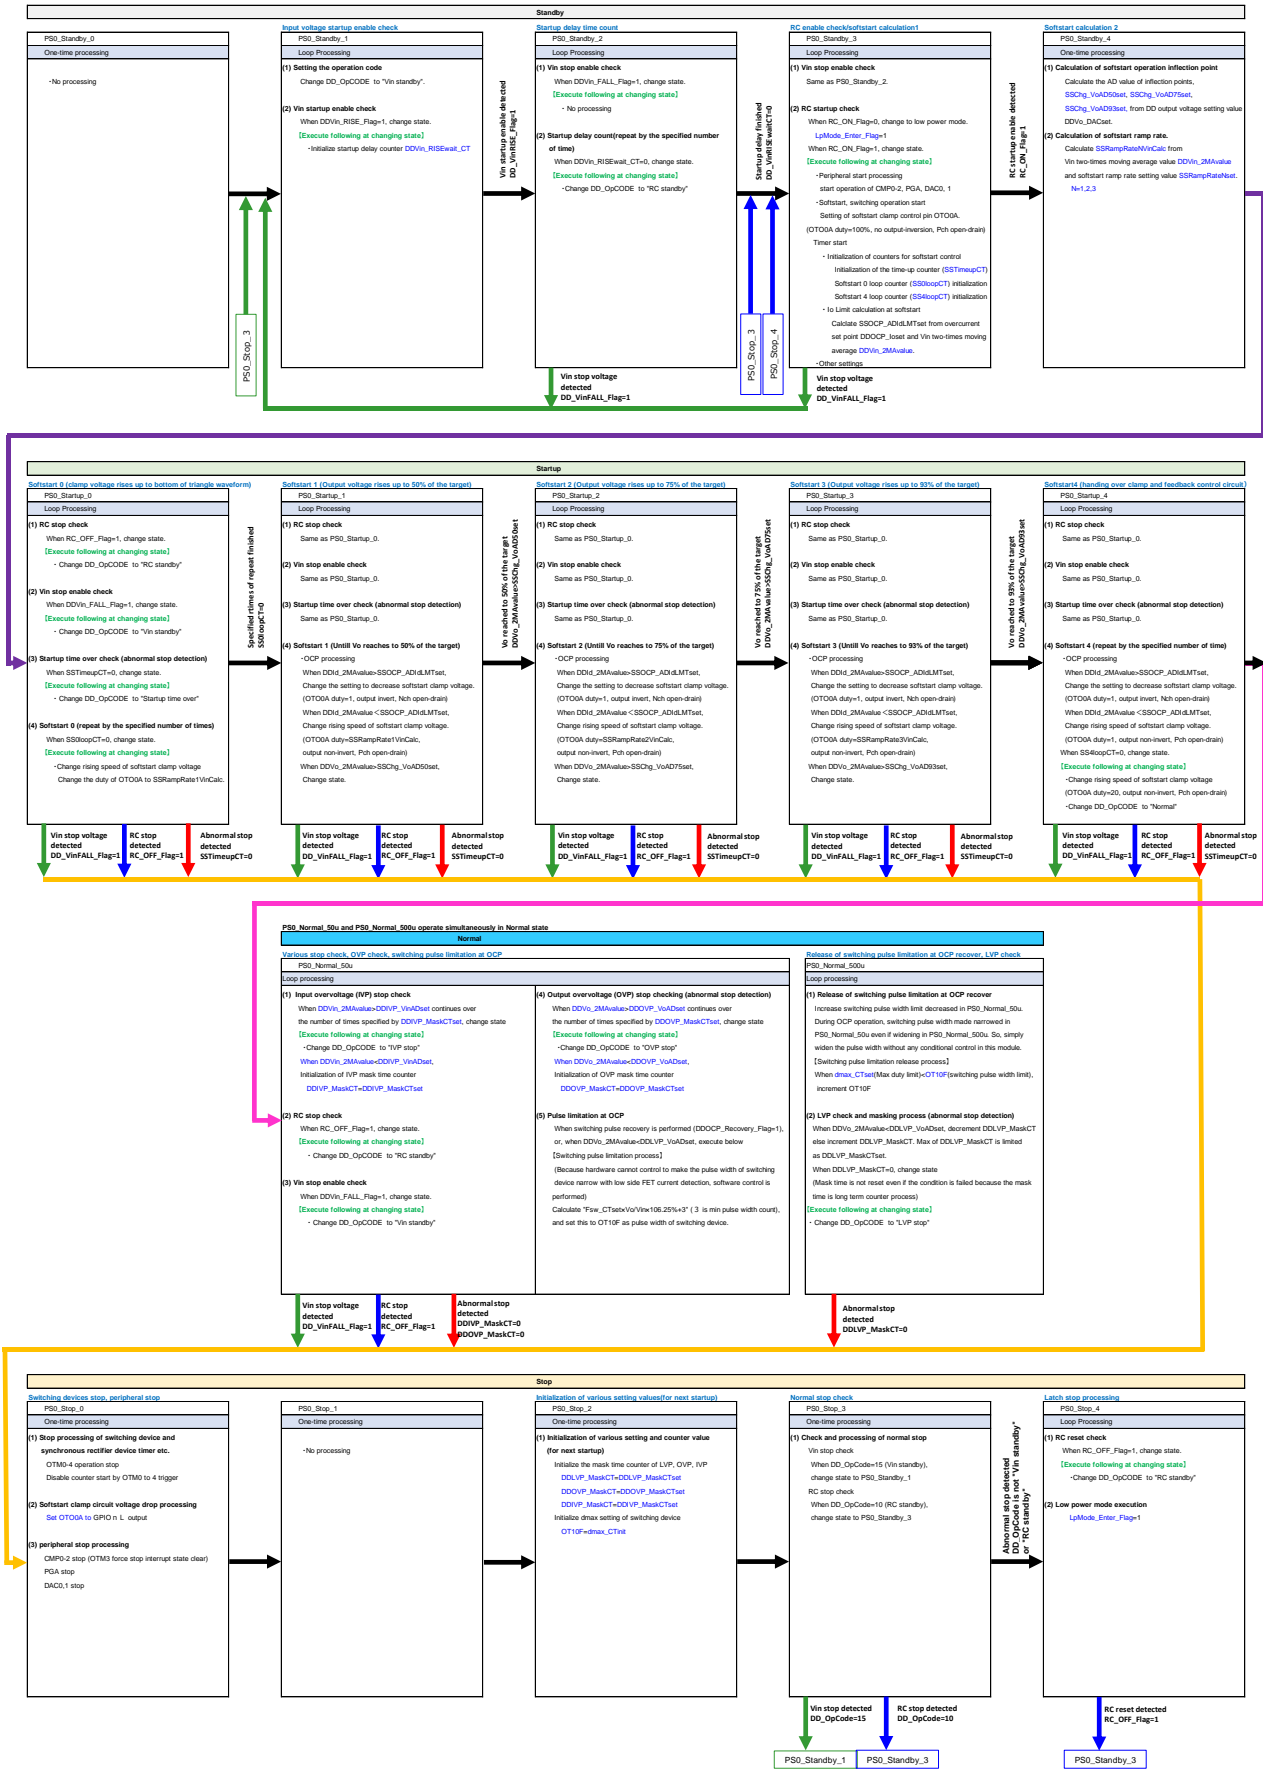 Standby
PS0_Standby_0
One-time processing
・No processing
Input voltage startup enable check
PS0_Standby_1
Loop Processing
(1) Setting the operation code
Change DD_OpCODE to "Vin standby".
(2) Vin startup enable check
When DDVin_RISE_Flag=1, change state.
【Execute following at changing state】
・Initialize startup delay counter DDVin_RISEwait_CT
Vin startup enable detected
DD_VinRISE_Flag=1
Startup delay time count
PS0_Standby_2
Loop Processing
(1) Vin stop enable check
When DDVin_FALL_Flag=1, change state.
【Execute following at changing state】
・ No processing
(2) Startup delay count(repeat by the specified number
of time)
When DDVin_RISEwait_CT=0, change state.
【Execute following at changing state】
・Change DD_OpCODE to "RC standby"
Startup delay finished
DD_VinRISEwaitCT=0
RC enable check/softstart calculation1
PS0_Standby_3
Loop Processing
(1) Vin stop enable check
Same as PS0_Standby_2.
(2) RC startup check
When RC_ON_Flag=0, change to low power mode.
LpMode_Enter_Flag=1
When RC_ON_Flag=1, change state.
【Execute following at changing state】
・Peripheral start processing
start operation of CMP0-2, PGA, DAC0, 1
・Softstart, switching operation start
Setting of softstart clamp control pin OTO0A.
(OTO0A duty=100%, no output-inversion, Pch open-drain)
Timer start
・ Initialization of counters for softstart control
Initialization of the time-up counter (SSTimeupCT)
Softstart 0 loop counter (SS0loopCT) initialization
Softstart 4 loop counter (SS4loopCT) initialization
・ Io Limit calculation at softstart
Calclate SSOCP_ADIdLMTset from overcurrent
set point DDOCP_Ioset and Vin two-times moving
average DDVin_2MAvalue.
・Other settings
RC startup enable detected
RC_ON_Flag=1
Softstart calculation 2
PS0_Standby_4
One-time processing
(1) Calculation of softstart operation inflection point
Calculate the AD value of inflection points,
SSChg_VoAD50set, SSChg_VoAD75set,
SSChg_VoAD93set, from DD output voltage setting value
DDVo_DACset.
(2) Calculation of softstart ramp rate.
Calculate SSRampRateNVinCalc from
Vin two-times moving average value DDVin_2MAvalue
and softstart ramp rate setting value SSRampRateNset.
N=1,2,3
PS0_Stop_3
PS0_Stop_3
PS0_Stop_4
Vin stop voltage
detected
DD_VinFALL_Flag=1
Vin stop voltage
detected
DD_VinFALL_Flag=1
Startup
Softstart 0 (clamp voltage rises up to bottom of triangle waveform)
PS0_Startup_0
Loop Processing
(1) RC stop check
When RC_OFF_Flag=1, change state.
【Execute following at changing state】
・ Change DD_OpCODE to "RC standby"
(2) Vin stop enable check
When DDVin_FALL_Flag=1, change state.
【Execute following at changing state】
・ Change DD_OpCODE to "Vin standby"
(3) Startup time over check (abnormal stop detection)
When SSTimeupCT=0, change state.
【Execute following at changing state】
・ Change DD_OpCODE to "Startup time over"
(4) Softstart 0 (repeat by the specified number of times)
When SS0loopCT=0, change state.
【Execute following at changing state】
・Change rising speed of softstart clamp voltage
Change the duty of OTO0A to SSRampRate1VinCalc.
Specified times of repeat finished
SS0loopCT=0
Softstart 1 (Output voltage rises up to 50% of the target)
PS0_Startup_1
Loop Processing
(1) RC stop check
Same as PS0_Startup_0.
(2) Vin stop enable check
Same as PS0_Startup_0.
(3) Startup time over check (abnormal stop detection)
Same as PS0_Startup_0.
(4) Softstart 1 (Untill Vo reaches to 50% of the target)
・OCP processing
When DDId_2MAvalue>SSOCP_ADIdLMTset,
Change the setting to decrease softstart clamp voltage.
(OTO0A duty=1, output invert, Nch open-drain)
When DDId_2MAvalue＜SSOCP_ADIdLMTset,
Change rising speed of softstart clamp voltage.
(OTO0A duty=SSRampRate1VinCalc,
output non-invert, Pch open-drain)
When DDVo_2MAvalue>SSChg_VoAD50set,
Change state.
Vo reached to 50% of the target
DDVo_2MAvalue>SSChg_VoAD50set
Softstart 2 (Output voltage rises up to 75% of the target)
PS0_Startup_2
Loop Processing
(1) RC stop check
Same as PS0_Startup_0.
(2) Vin stop enable check
Same as PS0_Startup_0.
(3) Startup time over check (abnormal stop detection)
Same as PS0_Startup_0.
(4) Softstart 2 (Untill Vo reaches to 75% of the target)
・OCP processing
When DDId_2MAvalue>SSOCP_ADIdLMTset,
Change the setting to decrease softstart clamp voltage.
(OTO0A duty=1, output invert, Nch open-drain)
When DDId_2MAvalue＜SSOCP_ADIdLMTset,
Change rising speed of softstart clamp voltage.
(OTO0A duty=SSRampRate2VinCalc,
output non-invert, Pch open-drain)
When DDVo_2MAvalue>SSChg_VoAD75set,
Change state.
Vo reached to 75% of the target
DDVo_2MAvalue>SSChg_VoAD75set
Softstart 3 (Output voltage rises up to 93% of the target)
PS0_Startup_3
Loop Processing
(1) RC stop check
Same as PS0_Startup_0.
(2) Vin stop enable check
Same as PS0_Startup_0.
(3) Startup time over check (abnormal stop detection)
Same as PS0_Startup_0.
(4) Softstart 3 (Untill Vo reaches to 93% of the target)
・OCP processing
When DDId_2MAvalue>SSOCP_ADIdLMTset,
Change the setting to decrease softstart clamp voltage.
(OTO0A duty=1, output invert, Nch open-drain)
When DDId_2MAvalue＜SSOCP_ADIdLMTset,
Change rising speed of softstart clamp voltage.
(OTO0A duty=SSRampRate3VinCalc,
output non-invert, Pch open-drain)
When DDVo_2MAvalue>SSChg_VoAD93set,
Change state.
Vo reached to 93% of the target
DDVo_2MAvalue>SSChg_VoAD93set
Softstart4 (handing over clamp and feedback control circuit)
PS0_Startup_4
Loop Processing
(1) RC stop check
Same as PS0_Startup_0.
(2) Vin stop enable check
Same as PS0_Startup_0.
(3) Startup time over check (abnormal stop detection)
Same as PS0_Startup_0.
(4) Softstart 4 (repeat by the specified number of time)
・OCP processing
When DDId_2MAvalue>SSOCP_ADIdLMTset,
Change the setting to decrease softstart clamp voltage.
(OTO0A duty=1, output invert, Nch open-drain)
When DDId_2MAvalue＜SSOCP_ADIdLMTset,
Change rising speed of softstart clamp voltage.
(OTO0A duty=1, output non-invert, Pch open-drain)
When SS4loopCT=0, change state.
【Execute following at changing state】
・Change rising speed of softstart clamp voltage
(OTO0A duty=20, output non-invert, Pch open-drain)
・Change DD_OpCODE to "Normal"
Vin stop voltage
detected
DD_VinFALL_Flag=1
RC stop
detected
RC_OFF_Flag=1
Abnormal stop
detected
SSTimeupCT=0
Vin stop voltage
detected
DD_VinFALL_Flag=1
RC stop
detected
RC_OFF_Flag=1
Abnormal stop
detected
SSTimeupCT=0
Vin stop voltage
detected
DD_VinFALL_Flag=1
RC stop
detected
RC_OFF_Flag=1
Abnormal stop
detected
SSTimeupCT=0
Vin stop voltage
detected
DD_VinFALL_Flag=1
RC stop
detected
RC_OFF_Flag=1
Abnormal stop
detected
SSTimeupCT=0
Vin stop voltage
detected
DD_VinFALL_Flag=1
RC stop
detected
RC_OFF_Flag=1
Abnormal stop
detected
SSTimeupCT=0
PS0_Normal_50u and PS0_Normal_500u operate simultaneously in Normal state
Normal
Various stop check, OVP check, switching pulse limitation at OCP
PS0_Normal_50u
Loop processing
(1) Input overvoltage (IVP) stop check
When DDVin_2MAvalue>DDIVP_VinADset continues over
the number of times specified by DDIVP_MaskCTset, change state
【Execute following at changing state】
・Change DD_OpCODE to "IVP stop"
When DDVin_2MAvalue<DDIVP_VinADset,
Initialization of IVP mask time counter
DDIVP_MaskCT=DDIVP_MaskCTset
(2) RC stop check
When RC_OFF_Flag=1, change state.
【Execute following at changing state】
・ Change DD_OpCODE to "RC standby"
(3) Vin stop enable check
When DDVin_FALL_Flag=1, change state.
【Execute following at changing state】
・ Change DD_OpCODE to "Vin standby"
(4) Output overvoltage (OVP) stop checking (abnormal stop detection)
When DDVo_2MAvalue>DDOVP_VoADset continues over
the number of times specified by DDOVP_MaskCTset, change state
【Execute following at changing state】
・Change DD_OpCODE to "OVP stop"
When DDVo_2MAvalue<DDOVP_VoADset,
Initialization of OVP mask time counter
DDOVP_MaskCT=DDOVP_MaskCTset
(5) Pulse limitation at OCP
When switching pulse recovery is performed (DDOCP_Recovery_Flag=1),
or, when DDVo_2MAvalue<DDLVP_VoADset, execute below
【Switching pulse limitation process】
(Because hardware cannot control to make the pulse width of switching
device narrow with low side FET current detection, software control is
performed)
Calculate "Fsw_CTsetxVo/Vinx106.25%+3" ( 3 is min pulse width count),
and set this to OT10F as pulse width of switching device.
Release of switching pulse limitation at OCP recover, LVP check
PS0_Normal_500u
Loop processing
(1) Release of switching pulse limitation at OCP recover
Increase switching pulse limit decreased in PS0_Normal_50u.
During OCP operation, switching pulse width made narrowed in
PS0_Normal_50u even if widening in PS0_Normal_500u. So, simply
widen the pulse width without any conditional control in this module.
【Switching pulse limitation release process】
When dmax_CTset(Max duty limit)<OT10F(switching pulse width limit),
increment OT10F
(2) LVP check and masking process (abnormal stop detection)
When DDVo_2MAvalue<DDLVP_VoADset, decrement DDLVP_MaskCT
else increment DDLVP_MaskCT. Max of DDLVP_MaskCT is limited
as DDLVP_MaskCTset.
When DDLVP_MaskCT=0, change state
(Mask time is not reset even if the condition is failed because the mask
time is long term counter process)
【Execute following at changing state】
・ Change DD_OpCODE to "LVP stop"
Vin stop voltage
detected
DD_VinFALL_Flag=1
RC stop
detected
RC_OFF_Flag=1
Abnormal stop
detected
DDIVP_MaskCT=0
DDOVP_MaskCT=0
Abnormal stop
detected
DDLVP_MaskCT=0
Stop
Switching devices stop, peripheral stop
PS0_Stop_0
One-time processing
(1) Stop processing of switching device and
synchronous rectifier device timer etc.
OTM0-4 operation stop
Disable counter start by OTM0 to 4 trigger
(2) Softstart clamp circuit voltage drop processing
Set OTO0A to GPIO n L output
(3) peripheral stop processing
CMP0-2 stop (OTM3 force stop interrupt state clear)
PGA stop
DAC0,1 stop
PS0_Stop_1
One-time processing
・No processing
Initialization of various setting values(for next startup)
PS0_Stop_2
One-time processing
(1) Initialization of various setting and counter value
(for next startup)
Initialize the mask time counter of LVP, OVP, IVP
DDLVP_MaskCT=DDLVP_MaskCTset
DDOVP_MaskCT=DDOVP_MaskCTset
DDIVP_MaskCT=DDIVP_MaskCTset
Initialize dmax setting of switching device
OT10F=dmax_CTinit
Normal stop check
PS0_Stop_3
One-time processing
(1) Check and processing of normal stop
Vin stop check
When DD_OpCode=15 (Vin standby),
change state to PS0_Standby_1
RC stop check
When DD_OpCode=10 (RC standby),
change state to PS0_Standby_3
Abnormal stop detected
DD_OpCode is not "Vin standby"
or "RC standby"
Latch stop processing
PS0_Stop_4
Loop Processing
(1) RC reset check
When RC_OFF_Flag=1, change state.
【Execute following at changing state】
・Change DD_OpCODE to "RC standby"
(2) Low power mode execution
LpMode_Enter_Flag=1
Vin stop detected
DD_OpCode=15
RC stop detected
DD_OpCode=10
RC reset detected
RC_OFF_Flag=1
PS0_Standby_1
PS0_Standby_3
PS0_Standby_3